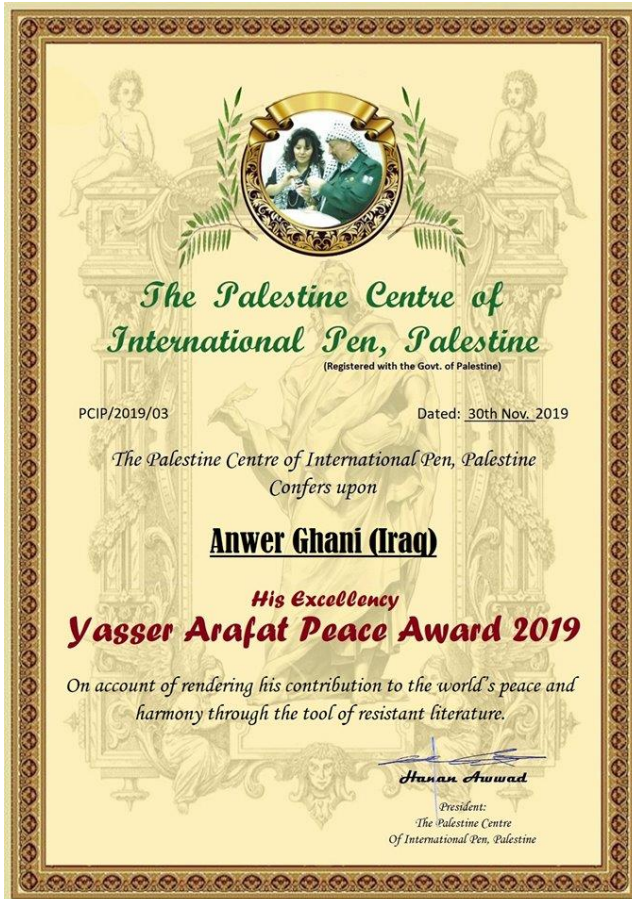 The Palestine Centre of
International Pen, Palestine
(Registered with the Govt. of Palestine)
PCIP/2019/03 Dated: 30th Nov. 2019
The Palestine Centre of International Pen, Palestine
Confers upon
Anwer Ghani (Iraq)
His Excellency
Yasser Arafat Peace Award 2019
On account of rendering his contribution to the world's peace and
harmony through the tool of resistant literature.
Hanan Awwad
President:
The Palestine Centre
Of International Pen, Palestine